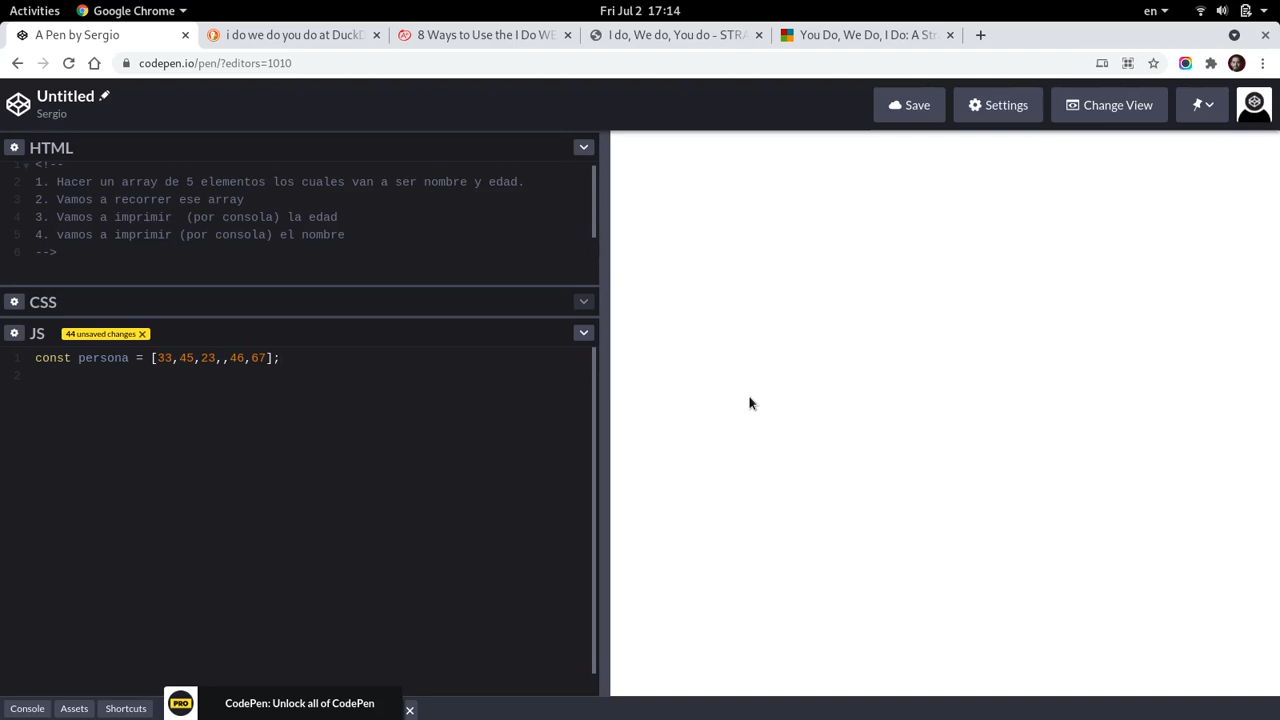 Activities
Google Chrome
Fri Jul 2 17:14
en
A Pen by Sergio
i do we do you do at DuckD
8 Ways to Use the I Do WE
I do, We do, You do – STRA
You Do, We Do, I Do: A Stra
codepen.io/pen/?editors=1010
Untitled
Sergio
Save
Settings
Change View
HTML
1 <!--
2 1. Hacer un array de 5 elementos los cuales van a ser nombre y edad.
3 2. Vamos a recorrer ese array
4 3. Vamos a imprimir  (por consola) la edad
5 4. vamos a imprimir (por consola) el nombre
6 -->
CSS
JS
44 unsaved changes X
1 const persona = [33,45,23,,46,67];
2
Console
Assets
Shortcuts
PRO
CodePen: Unlock all of CodePen